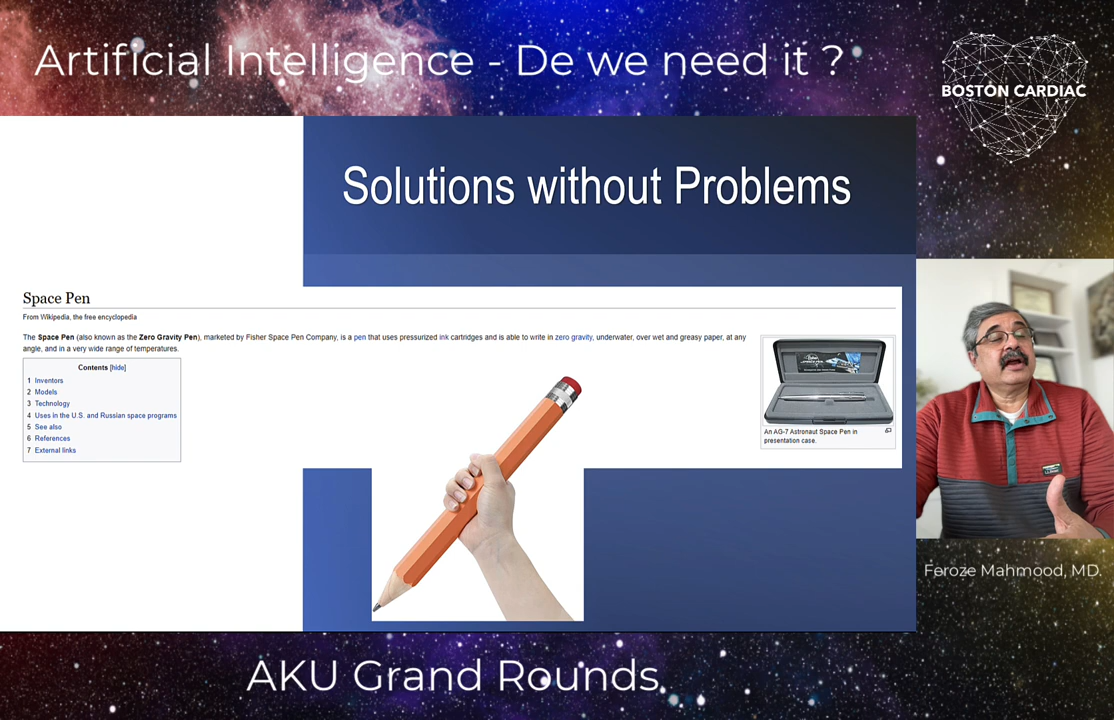 Artificial Intelligence - De we need it ?
BOSTON CARDIAC
Solutions without Problems
Space Pen
From Wikipedia, the free encyclopedia
The Space Pen (also known as the Zero Gravity Pen), marketed by Fisher Space Pen Company, is a pen that uses pressurized ink cartridges and is able to write in zero gravity, underwater, over wet and greasy paper, at any
angle, and in a very wide range of temperatures.
Contents [hide]
1 Inventors
2 Models
3 Technology
4 Uses in the U.S. and Russian space programs
5 See also
6 References
7 External links
An AG-7 Astronaut Space Pen in
presentation case.
Feroze Mahmood, MD.
AKU Grand Rounds